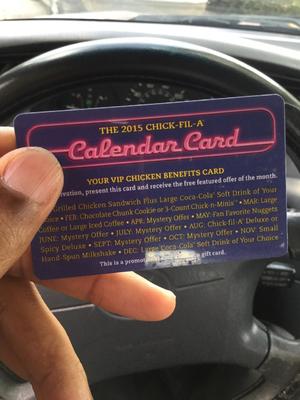 THE 2015 CHICK-FIL-A®
Calendar Card
YOUR VIP CHICKEN BENEFITS CARD
present this card and receive the free featured offer of the month.
Grilled Chicken Sandwich Plus Large Coca-Cola® Soft Drink of Your
• FEB: Chocolate Chunk Cookie or 3-Count Chick-n-Minis™ • MAR: Large
Coffee or Large Iced Coffee • APR: Mystery Offer • MAY: Fan Favorite Nuggets
JUNE: Mystery Offer • JULY: Mystery Offer • AUG: Chick-fil-A® Deluxe or
Spicy Deluxe • SEPT: Mystery Offer • OCT: Mystery Offer • NOV: Small
Hand-Spun Milkshake • DEC: Large Coca-Cola® Soft Drink of Your Choice
This is a gift card.